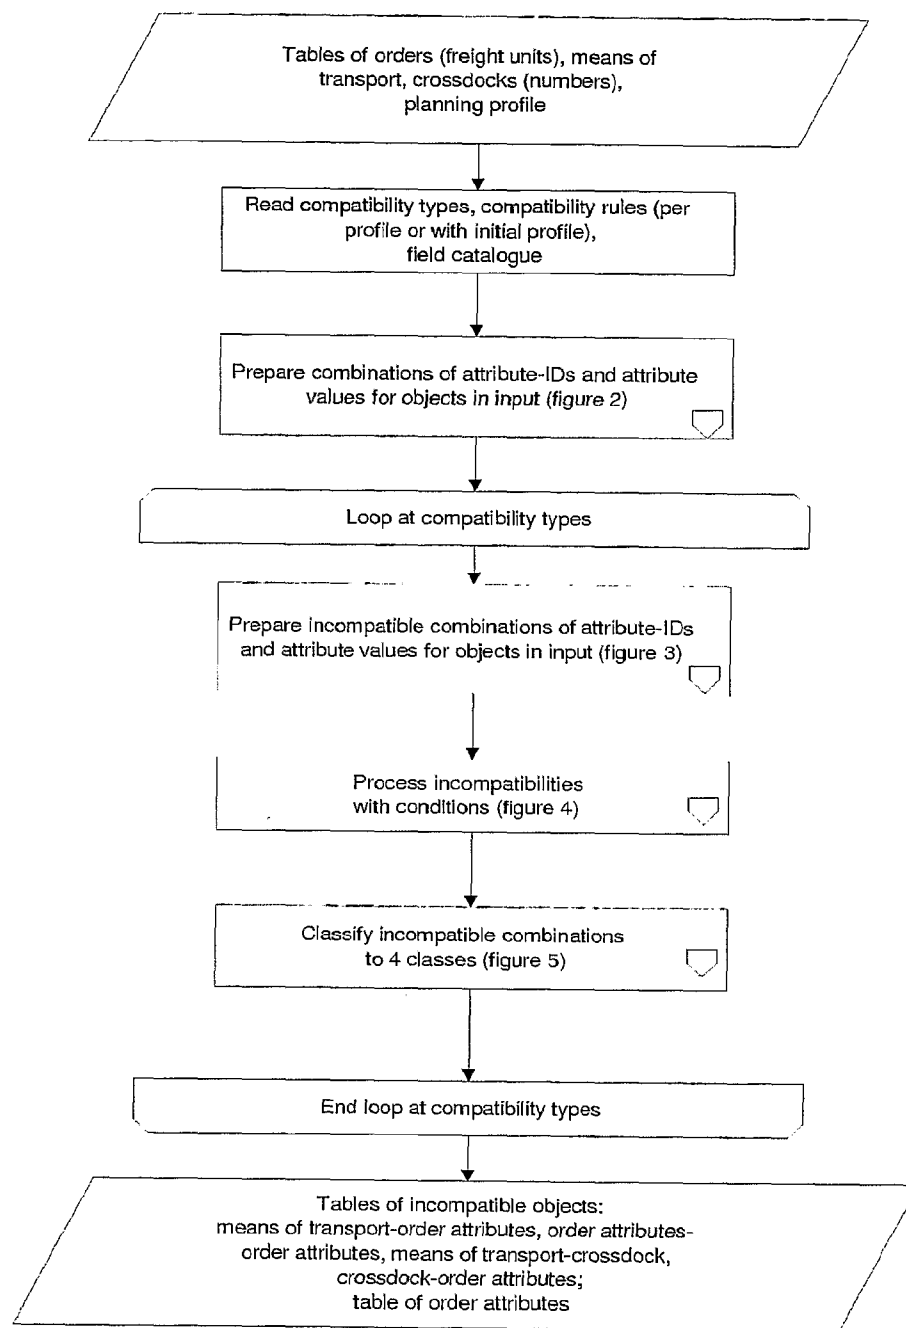 Tables of orders (freight units), means of
transport, crossdocks (numbers),
planning profile
Read compatibility types, compatibility rules (per
profile or with initial profile),
field catalogue
Prepare combinations of attribute-IDs and attribute
values for objects in input (figure 2)
Loop at compatibility types
Prepare incompatible combinations of attribute-IDs
and attribute values for objects in input (figure 3)
Process incompatibilities
with conditions (figure 4)
Classify incompatible combinations
to 4 classes (figure 5)
End loop at compatibility types
Tables of incompatible objects:
means of transport-order attributes, order attributes-
order attributes, means of transport-crossdock,
crossdock-order attributes;
table of order attributes